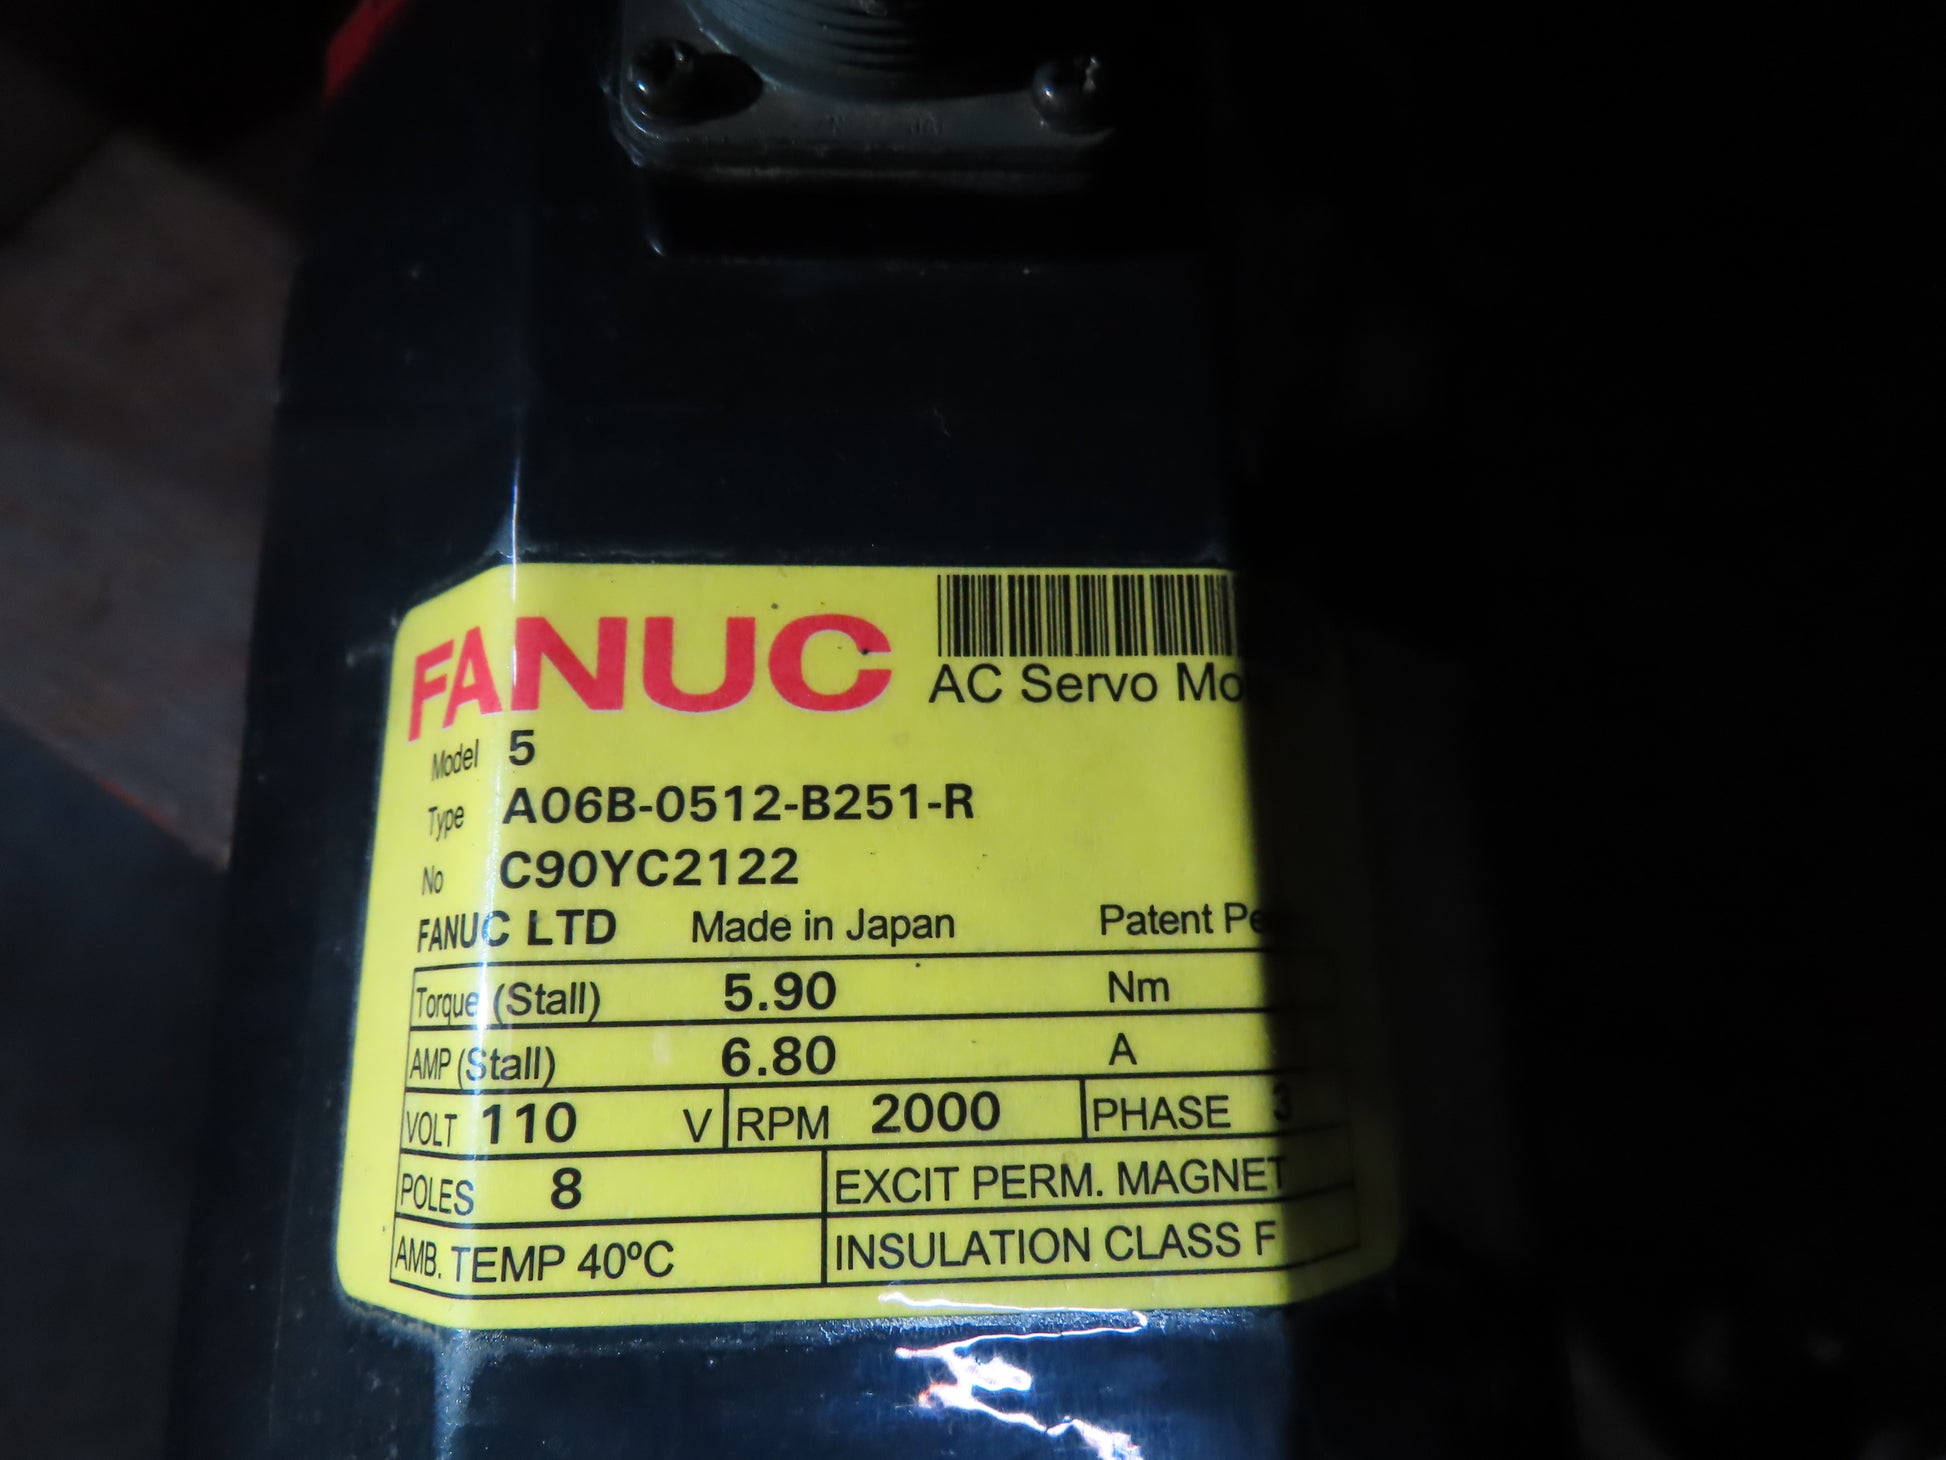 FANUC
AC Servo Mo
Model 5
Type A06B-0512-B251-R
No C90YC2122
FANUC LTD Made in Japan Patent Pe
Torque (Stall) 5.90 Nm
AMP (Stall) 6.80 A
VOLT 110 V RPM 2000 PHASE 3
POLES 8 EXCIT PERM. MAGNET
AMB. TEMP 40ºC INSULATION CLASS F